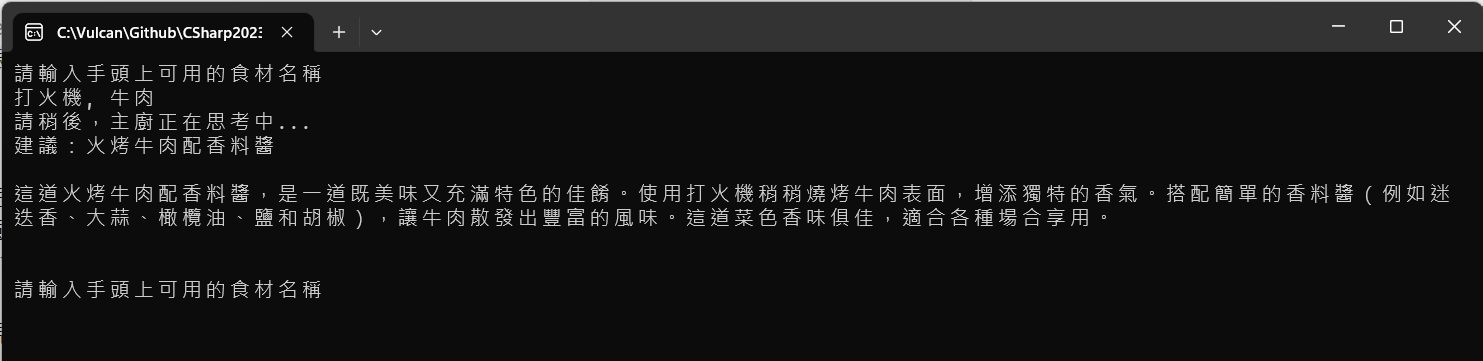 C:\Vulcan\Github\CSharp2023
請輸入手頭上可用的食材名稱
打火機, 牛肉
請稍後，主廚正在思考中...
建議：火烤牛肉配香料醬
這道火烤牛肉配香料醬，是一道既美味又充滿特色的佳餚。使用打火機稍稍燒烤牛肉表面，增添獨特的香氣。搭配簡單的香料醬（例如迷
迭香、大蒜、橄欖油、鹽和胡椒），讓牛肉散發出豐富的風味。這道菜色香味俱佳，適合各種場合享用。
請輸入手頭上可用的食材名稱